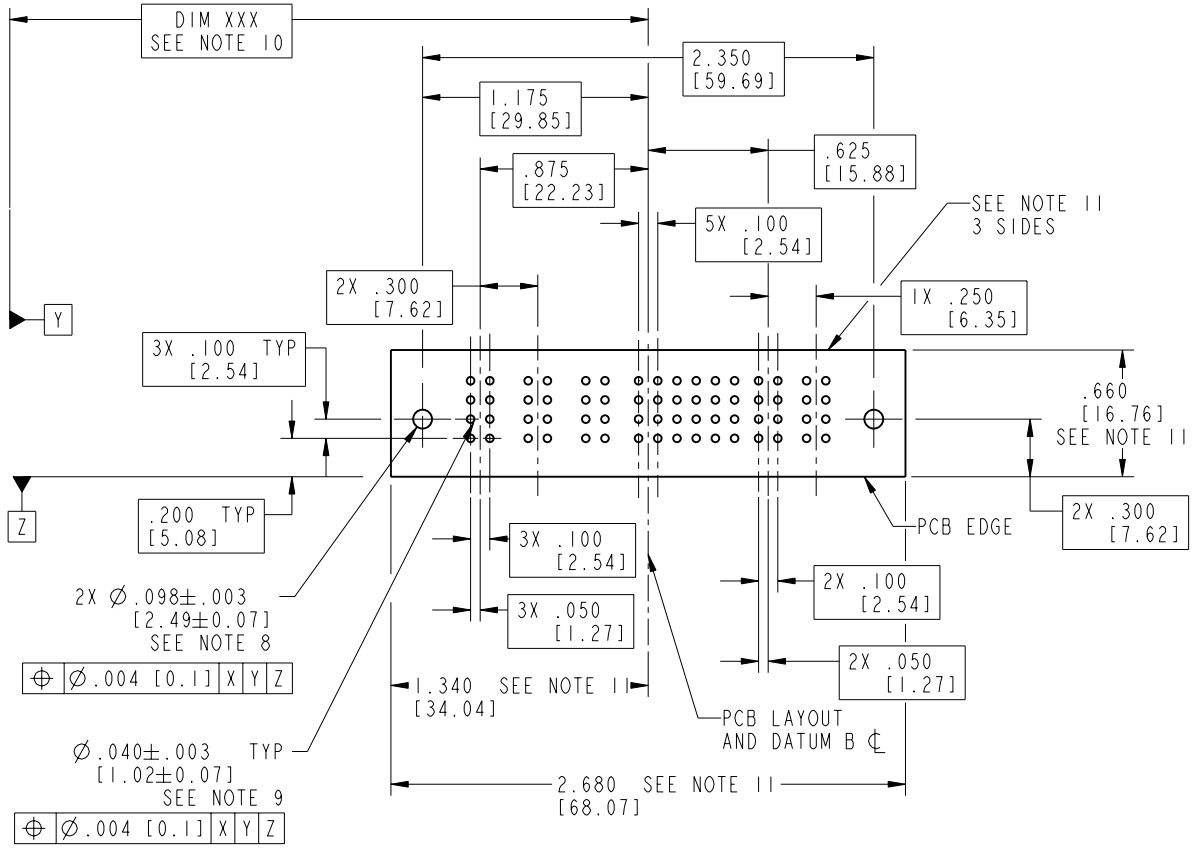 DIM XXX
SEE NOTE 10
2.350
[59.69]
1.175
[29.85]
.625
[15.88]
.875
[22.23]
SEE NOTE 11
3 SIDES
5X .100
[2.54]
2X .300
[7.62]
1X .250
[6.35]
Y
3X .100 TYP
[2.54]
.660
[16.76]
SEE NOTE 11
Z
.200 TYP
[5.08]
2X .300
[7.62]
PCB EDGE
3X .100
[2.54]
2X .100
[2.54]
2X Ø.098±.003
[2.49±0.07]
SEE NOTE 8
3X .050
[1.27]
⌖ Ø.004 [0.1] X Y Z
2X .050
[1.27]
1.340 SEE NOTE 11
[34.04]
PCB LAYOUT
AND DATUM B ℄
Ø.040±.003 TYP
[1.02±0.07]
SEE NOTE 9
2.680 SEE NOTE 11
[68.07]
⌖ Ø.004 [0.1] X Y Z